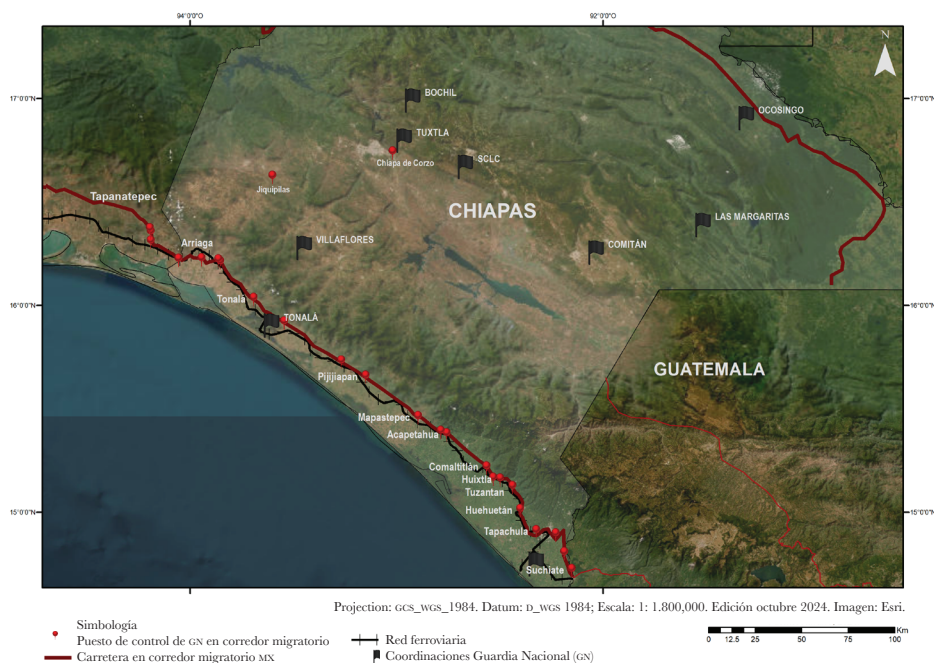 94°0'0"O
92°0'0"O
N
17°0'0"N
17°0'0"N
BOCHIL
OCOSINGO
TUXTLA
Chiapa de Corzo
SCLC
Jiquipilas
Tapanatepec
CHIAPAS
LAS MARGARITAS
Arriaga
VILLAFLORES
COMITÁN
16°0'0"N
16°0'0"N
Tonalá
TONALÁ
GUATEMALA
Pijijiapan
Mapastepec
Acapetahua
Comaltitlán
Huixtla
Tuzantan
Huehuetán
15°0'0"N
15°0'0"N
Tapachula
Suchiate
Projection: GCS_WGS_1984. Datum: D_WGS 1984; Escala: 1: 1.800,000. Edición octubre 2024. Imagen: Esri.
Simbología
Puesto de control de GN en corredor migratorio
Red ferroviaria
Carretera en corredor migratorio MX
Coordinaciones Guardia Nacional (GN)
0 12.5 25 50 75 100 Km